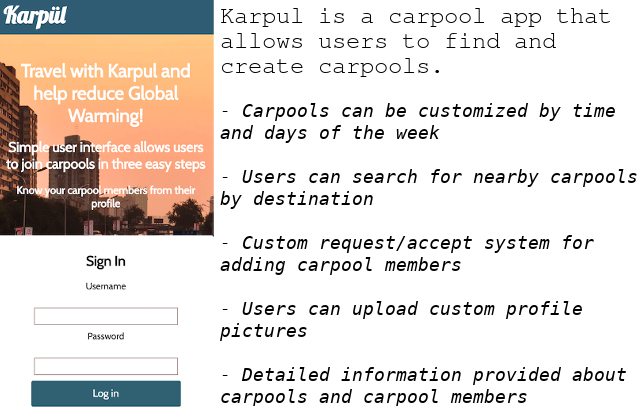 Karpül
Travel with Karpul and
help reduce Global
Warming!
Simple user interface allows users
to join carpools in three easy steps
Know your carpool members from their
profile
Sign In
Username
Password
Log in
Karpul is a carpool app that
allows users to find and
create carpools.
- Carpools can be customized by time
and days of the week
- Users can search for nearby carpools
by destination
- Custom request/accept system for
adding carpool members
- Users can upload custom profile
pictures
- Detailed information provided about
carpools and carpool members